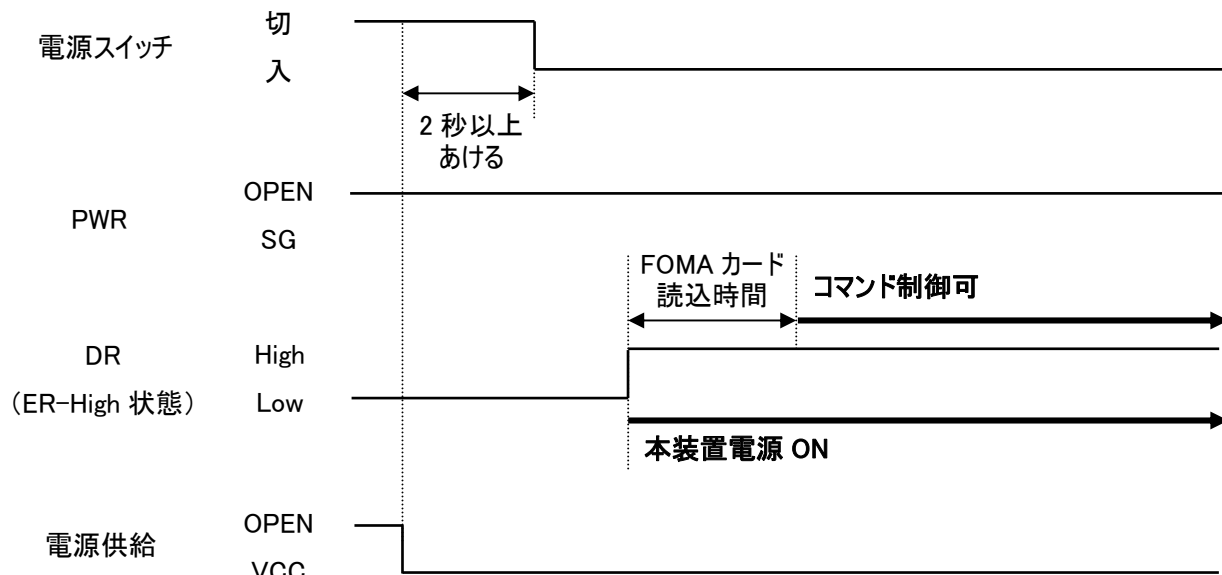 電源スイッチ
切
入
2 秒以上
あける
PWR
OPEN
SG
FOMA カード
読込時間
コマンド制御可
DR
（ER-High 状態）
High
Low
本装置電源 ON
電源供給
OPEN
VCC